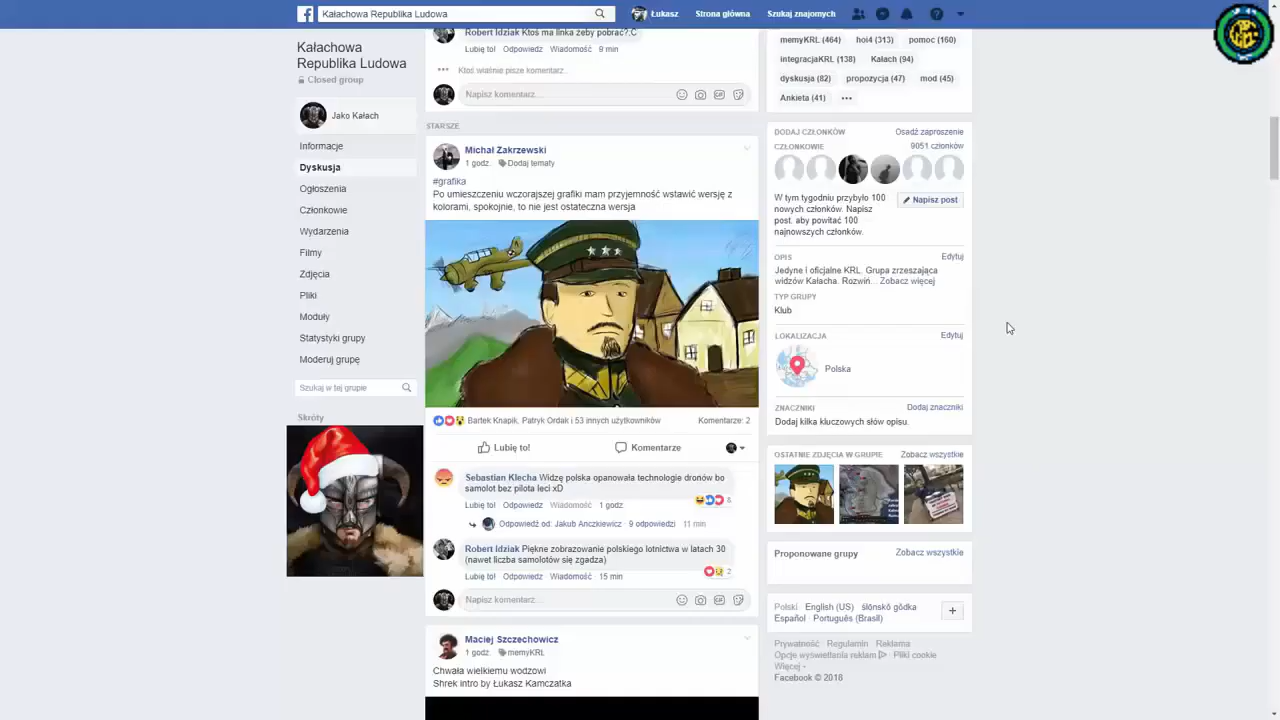 Kałachowa Republika Ludowa
Łukasz
Strona główna
Szukaj znajomych
Kałachowa
Republika Ludowa
Closed group
Jako Kałach
Informacje
Dyskusja
Ogłoszenia
Członkowie
Wydarzenia
Filmy
Zdjęcia
Pliki
Moduły
Statystyki grupy
Moderuj grupę
Szukaj w tej grupie
Skróty
Robert Idziak Ktoś ma linka żeby pobrać?;C
Lubię to! Odpowiedz Wiadomość 8 min
Ktoś właśnie pisze komentarz..
Napisz komentarz...
STARSZE
Michał Zakrzewski
1 godz. Dodaj tematy
#grafika
Po umieszczeniu wczorajszej grafiki mam przyjemność wstawić wersję z
kolorami, spokojnie, to nie jest ostateczna wersja
Bartek Knapik, Patryk Ordak i 53 innych użytkowników
Komentarze: 2
Lubię to!
Komentarze
Sebastian Klecha Widzę polska opanowała technologie dronów bo
samolot bez pilota leci xD
8
Lubię to! Odpowiedz Wiadomość 1 godz.
Odpowiedź od: Jakub Anczkiewicz · 9 odpowiedzi 11 min
Robert Idziak Piękne zobrazowanie polskiego lotnictwa w latach 30
(nawet liczba samolotów się zgadza)
2
Lubię to! Odpowiedz Wiadomość 15 min
Napisz komentarz...
Maciej Szczechowicz
1 godz. memyKRL
Chwała wielkiemu wodzowi
Shrek intro by Łukasz Kamczatka
memyKRL (464) hoi4 (313) pomoc (160)
integracjaKRL (138) Kałach (94)
dyskusja (82) propozycja (47) mod (45)
Ankieta (41)
DODAJ CZŁONKÓW Osadź zaproszenie
CZŁONKOWIE 9051 członków
W tym tygodniu przybyło 100
nowych członków. Napisz
post, aby powitać 100
najnowszych członków.
Napisz post
OPIS Edytuj
Jedyne i oficjalne KRL. Grupa zrzeszająca
widzów Kałacha. Rozwiń... Zobacz więcej
TYP GRUPY
Klub
LOKALIZACJA Edytuj
Polska
ZNACZNIKI Dodaj znaczniki
Dodaj kilka kluczowych słów opisu.
OSTATNIE ZDJĘCIA W GRUPIE Zobacz wszystkie
Proponowane grupy Zobacz wszystkie
Polski English (US) ślōnskŏ gŏdka
Español Português (Brasil)
Prywatność Regulamin Reklama
Opcje wyświetlania reklam Pliki cookie
Więcej
Facebook © 2018